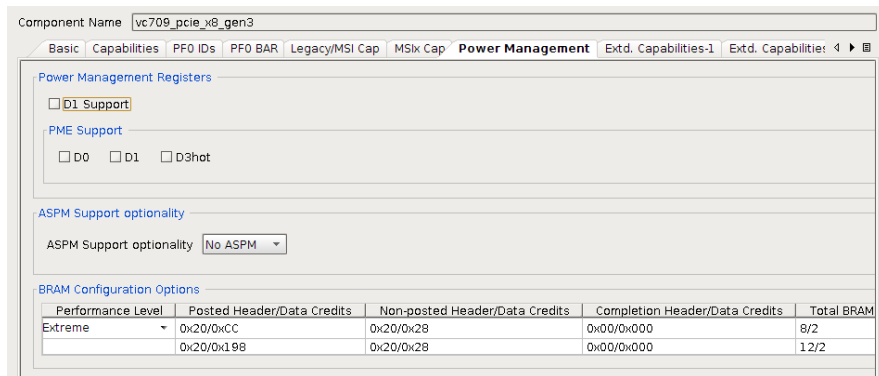 Component Name vc709_pcie_x8_gen3
Basic Capabilities PF0 IDs PF0 BAR Legacy/MSI Cap MSIx Cap Power Management Extd. Capabilities-1 Extd. Capabilities
Power Management Registers
D1 Support
PME Support
D0 D1 D3hot
ASPM Support optionality
ASPM Support optionality No ASPM
BRAM Configuration Options
Performance Level Posted Header/Data Credits Non-posted Header/Data Credits Completion Header/Data Credits Total BRAM
Extreme 0x20/0xCC 0x20/0x28 0x00/0x000 8/2
0x20/0x198 0x20/0x28 0x00/0x000 12/2